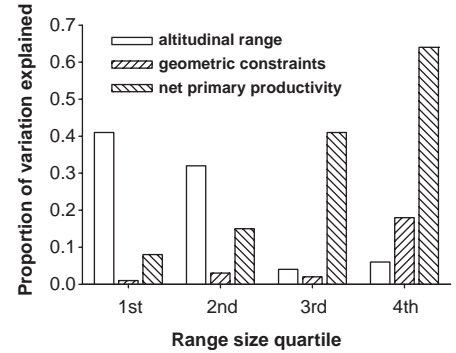 Proportion of variation explained
0.7
0.6
0.5
0.4
0.3
0.2
0.1
0.0
altitudinal range
geometric constraints
net primary productivity
1st 2nd 3rd 4th
Range size quartile